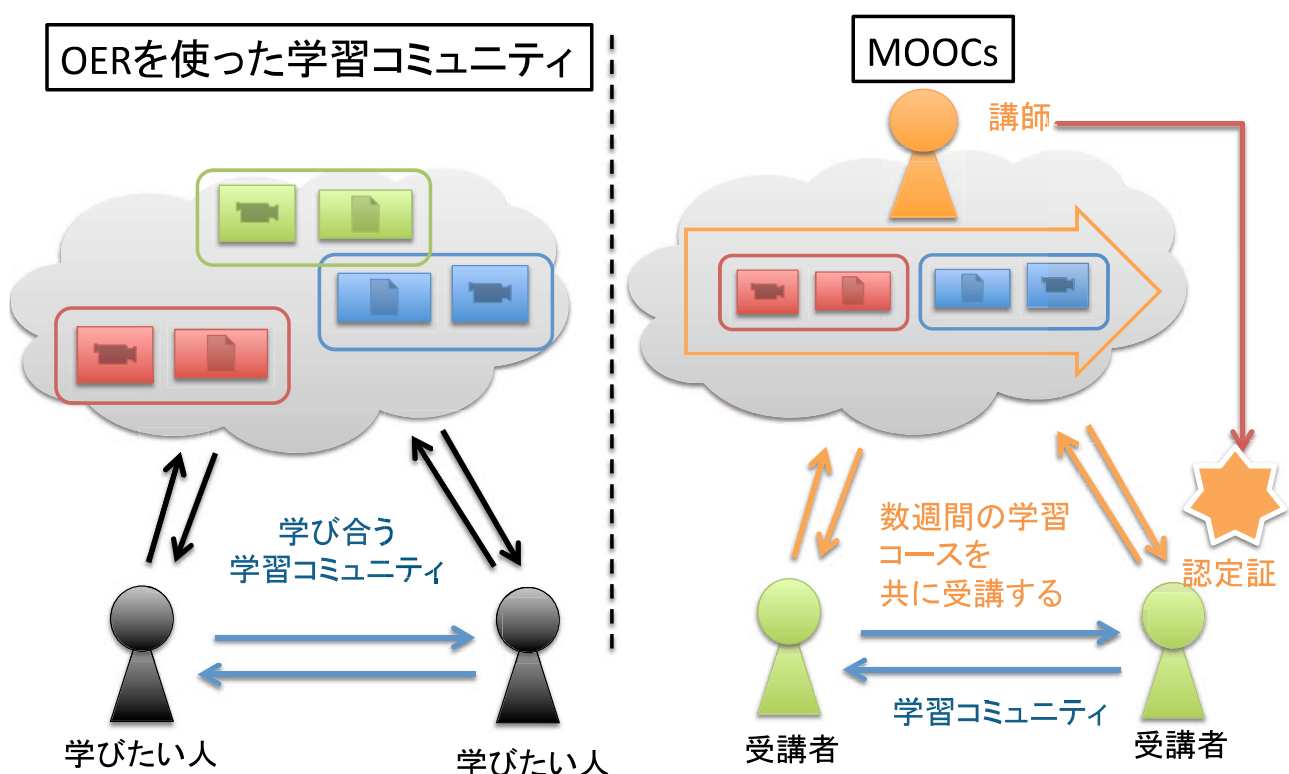 OERを使った学習コミュニティ
学び合う
学習コミュニティ
学びたい人
学びたい人
MOOCs
講師
数週間の学習
コースを
共に受講する
認定証
学習コミュニティ
受講者
受講者